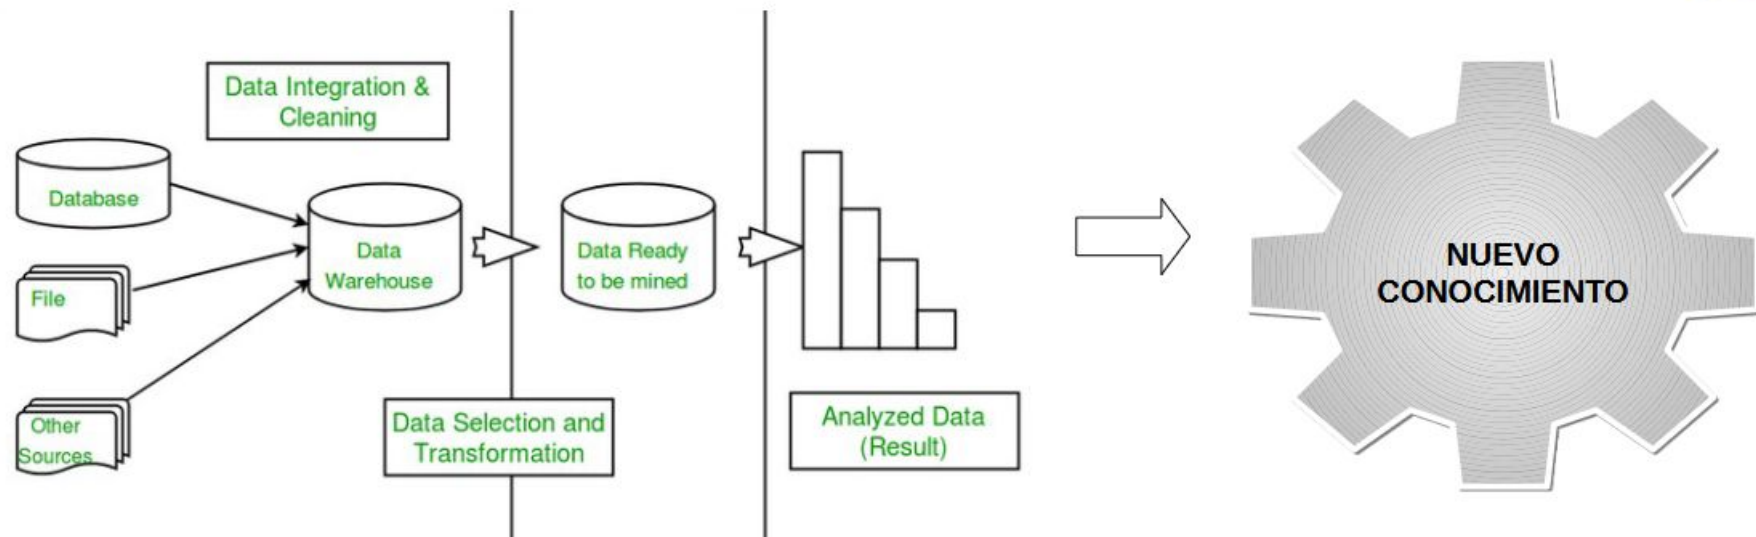 Data Integration &
Cleaning
Database
File
Other
Sources
Data
Warehouse
Data Selection and
Transformation
Data Ready
to be mined
Analyzed Data
(Result)
NUEVO
CONOCIMIENTO